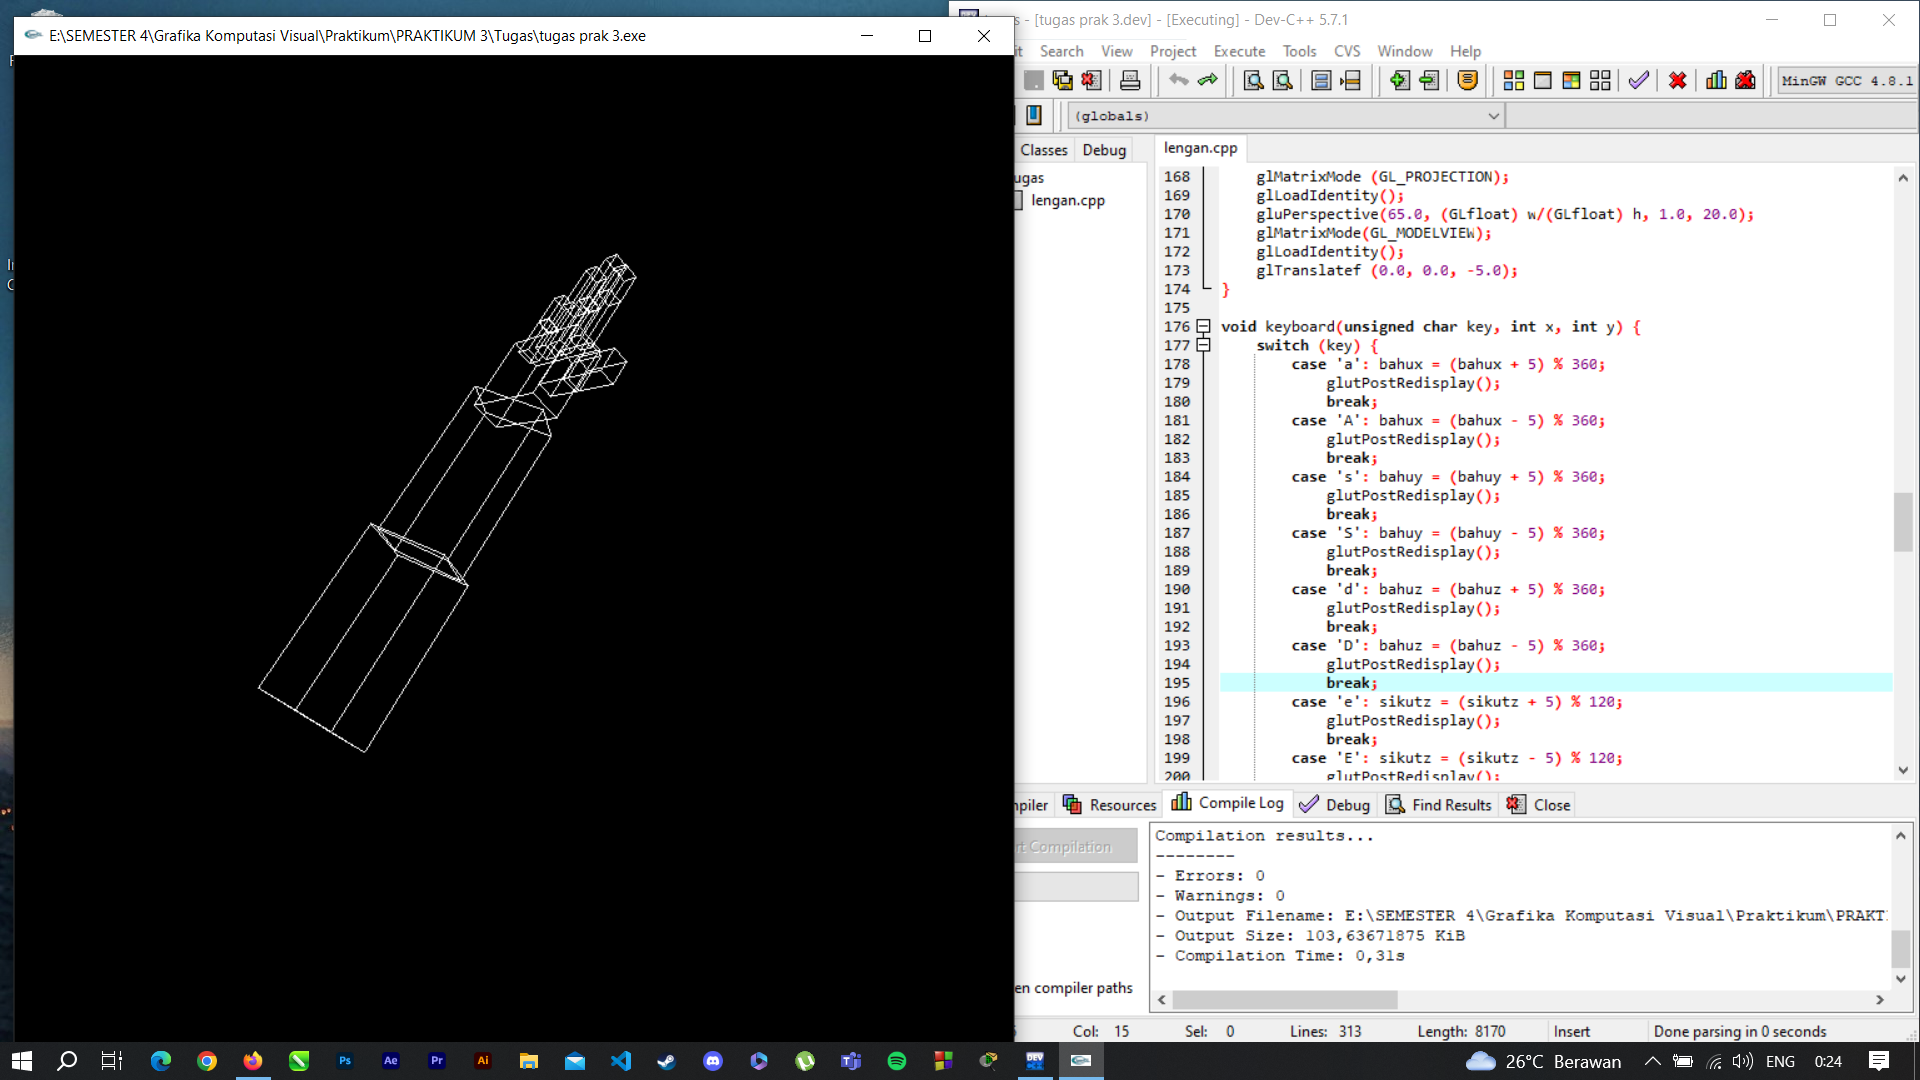 E:\SEMESTER 4\Grafika Komputasi Visual\Praktikum\PRAKTIKUM 3\Tugas\tugas prak 3.exe
- [tugas prak 3.dev] - [Executing] - Dev-C++ 5.7.1
Search View Project Execute Tools CVS Window Help
MinGW GCC 4.8.1
(globals)
Classes Debug
lengan.cpp
lengan.cpp
168 glMatrixMode (GL_PROJECTION);
169 glLoadIdentity();
170 gluPerspective(65.0, (GLfloat) w/(GLfloat) h, 1.0, 20.0);
171 glMatrixMode(GL_MODELVIEW);
172 glLoadIdentity();
173 glTranslatef (0.0, 0.0, -5.0);
174 }
175
176 void keyboard(unsigned char key, int x, int y) {
177 switch (key) {
178 case 'a': bahux = (bahux + 5) % 360;
179 glutPostRedisplay();
180 break;
181 case 'A': bahux = (bahux - 5) % 360;
182 glutPostRedisplay();
183 break;
184 case 's': bahuy = (bahuy + 5) % 360;
185 glutPostRedisplay();
186 break;
187 case 'S': bahuy = (bahuy - 5) % 360;
188 glutPostRedisplay();
189 break;
190 case 'd': bahuz = (bahuz + 5) % 360;
191 glutPostRedisplay();
192 break;
193 case 'D': bahuz = (bahuz - 5) % 360;
194 glutPostRedisplay();
195 break;
196 case 'e': sikutz = (sikutz + 5) % 120;
197 glutPostRedisplay();
198 break;
199 case 'E': sikutz = (sikutz - 5) % 120;
200 glutPostRedisplay();
Resources Compile Log Debug Find Results Close
Compilation
en compiler paths
Compilation results...
--------
- Errors: 0
- Warnings: 0
- Output Filename: E:\SEMESTER 4\Grafika Komputasi Visual\Praktikum\PRAKT
- Output Size: 103,63671875 KiB
- Compilation Time: 0,31s
Col: 15 Sel: 0 Lines: 313 Length: 8170 Insert Done parsing in 0 seconds
Ps Ae Pr Ai DEV
26°C Berawan ENG 0:24